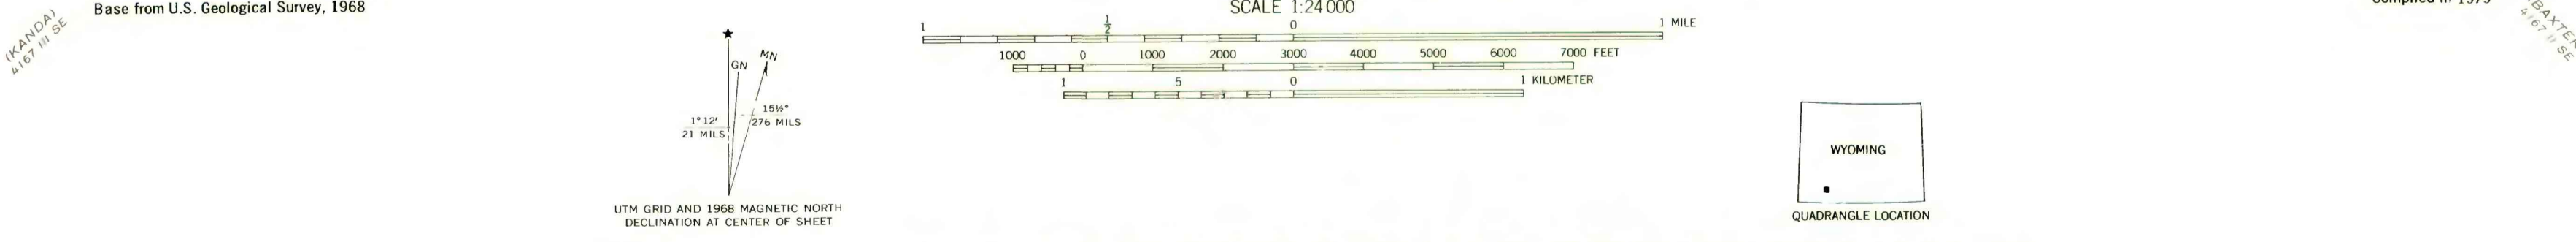 (KANDA)
4167 III SE
Base from U.S. Geological Survey, 1968
SCALE 1:24 000
1 ½ 0 1 MILE
1000 0 1000 2000 3000 4000 5000 6000 7000 FEET
1 5 0 1 KILOMETER
GN MN
1°12′
21 MILS
15½°
276 MILS
UTM GRID AND 1968 MAGNETIC NORTH
DECLINATION AT CENTER OF SHEET
WYOMING
QUADRANGLE LOCATION
4167 II SE